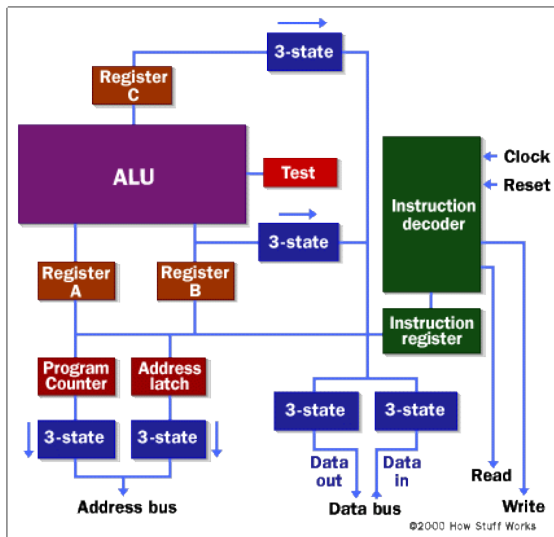 3-state
Register
C
ALU
Test
Clock
Reset
Instruction
decoder
3-state
Register
A
Register
B
Instruction
register
Program
Counter
Address
latch
3-state
3-state
3-state
3-state
Data
out
Data
in
Read
Address bus
Data bus
Write
©2000 How Stuff Works